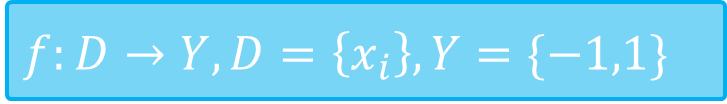 f: D → Y, D = {xᵢ}, Y = {−1,1}